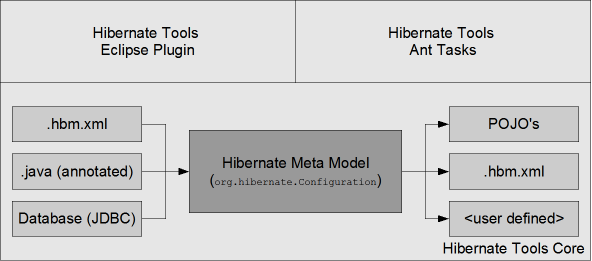 Hibernate Tools
Eclipse Plugin
Hibernate Tools
Ant Tasks
.hbm.xml
.java (annotated)
Database (JDBC)
Hibernate Meta Model
(org.hibernate.Configuration)
POJO's
.hbm.xml
<user defined>
Hibernate Tools Core